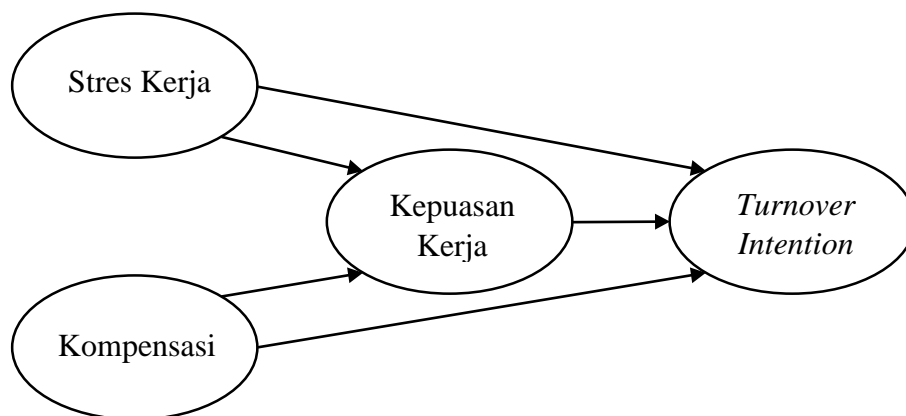 Stres Kerja
Kepuasan
Kerja
Turnover
Intention
Kompensasi